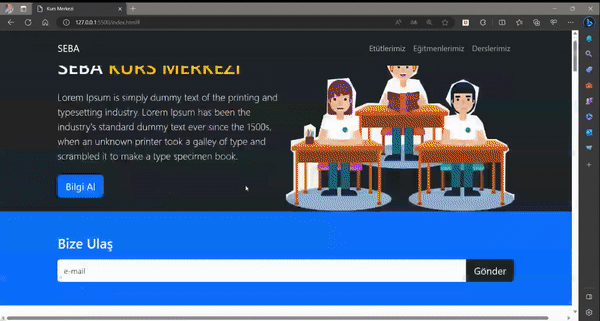 Kurs Merkezi
127.0.0.1:5500/index.html#
SEBA
Etütlerimiz Eğitmenlerimiz Derslerimiz
SEBA KURS MERKEZİ
Lorem Ipsum is simply dummy text of the printing and
typesetting industry. Lorem Ipsum has been the
industry's standard dummy text ever since the 1500s,
when an unknown printer took a galley of type and
scrambled it to make a type specimen book.
Bilgi Al
Bize Ulaş
e-mail
Gönder